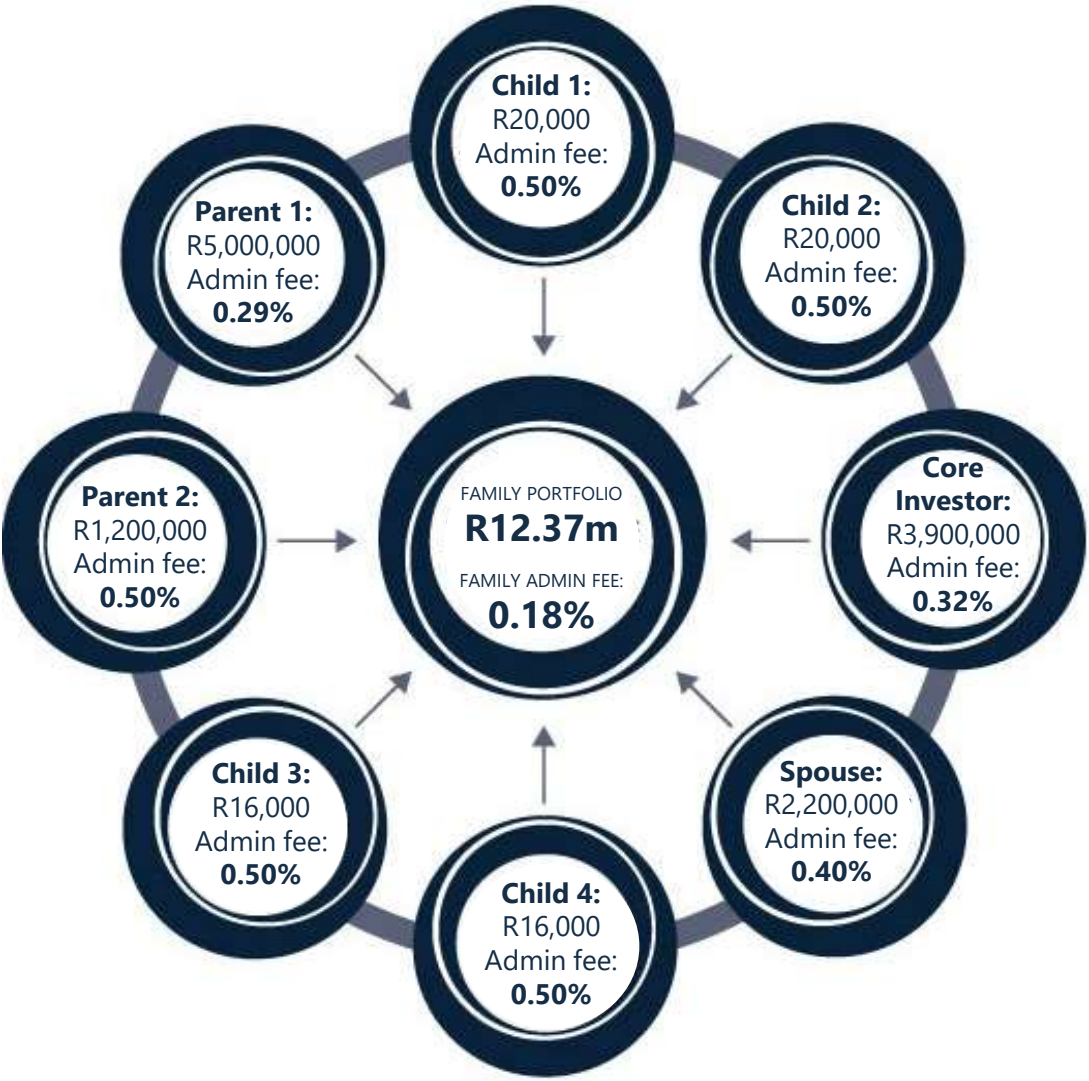 Child 1:
R20,000
Admin fee:
0.50%
Child 2:
R20,000
Admin fee:
0.50%
Core
Investor:
R3,900,000
Admin fee:
0.32%
Spouse:
R2,200,000
Admin fee:
0.40%
Child 4:
R16,000
Admin fee:
0.50%
Child 3:
R16,000
Admin fee:
0.50%
Parent 2:
R1,200,000
Admin fee:
0.50%
Parent 1:
R5,000,000
Admin fee:
0.29%
FAMILY PORTFOLIO
R12.37m
FAMILY ADMIN FEE:
0.18%